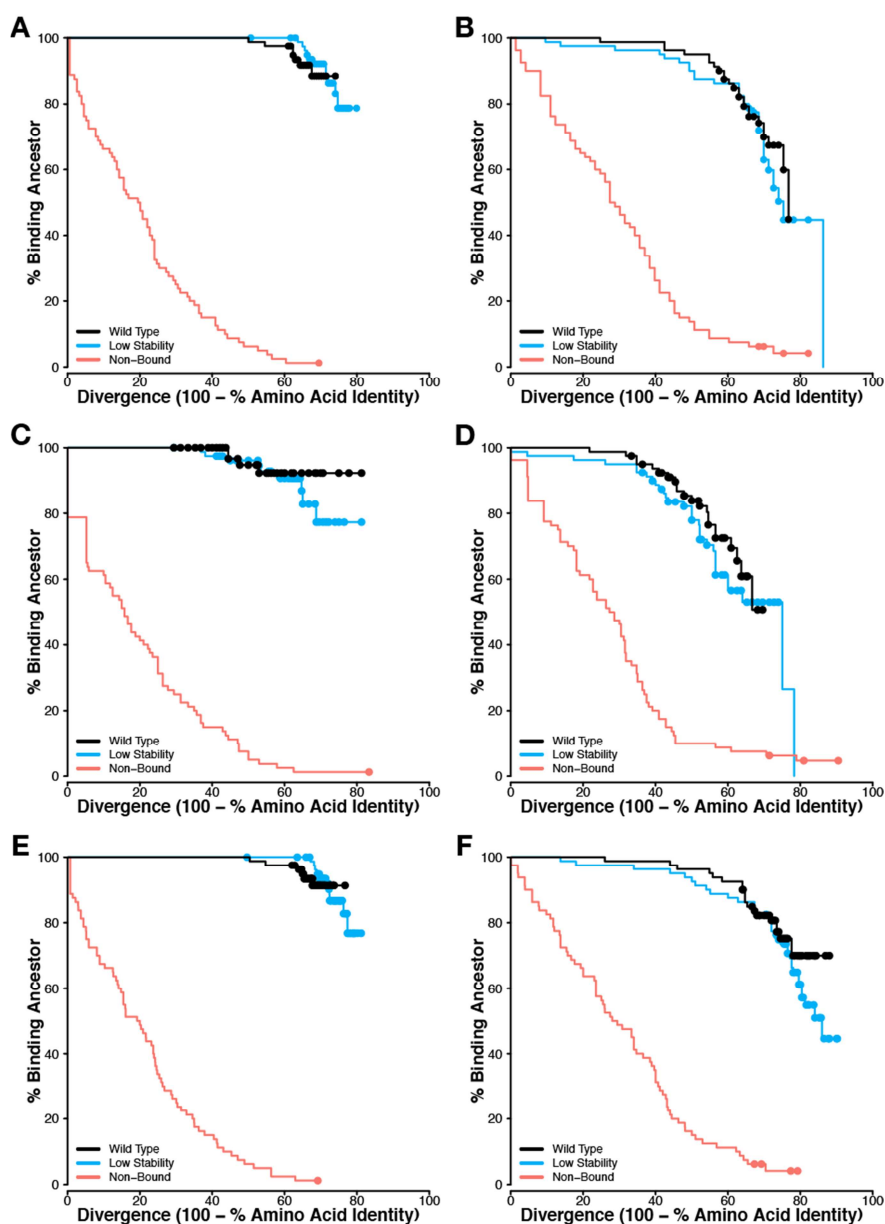 A
% Binding Ancestor
100
80
60
40
20
0
Wild Type
Low Stability
Non-Bound
0 20 40 60 80 100
Divergence (100 – % Amino Acid Identity)
B
% Binding Ancestor
100
80
60
40
20
0
Wild Type
Low Stability
Non-Bound
0 20 40 60 80 100
Divergence (100 – % Amino Acid Identity)
C
% Binding Ancestor
100
80
60
40
20
0
Wild Type
Low Stability
Non-Bound
0 20 40 60 80 100
Divergence (100 – % Amino Acid Identity)
D
% Binding Ancestor
100
80
60
40
20
0
Wild Type
Low Stability
Non-Bound
0 20 40 60 80 100
Divergence (100 – % Amino Acid Identity)
E
% Binding Ancestor
100
80
60
40
20
0
Wild Type
Low Stability
Non-Bound
0 20 40 60 80 100
Divergence (100 – % Amino Acid Identity)
F
% Binding Ancestor
100
80
60
40
20
0
Wild Type
Low Stability
Non-Bound
0 20 40 60 80 100
Divergence (100 – % Amino Acid Identity)